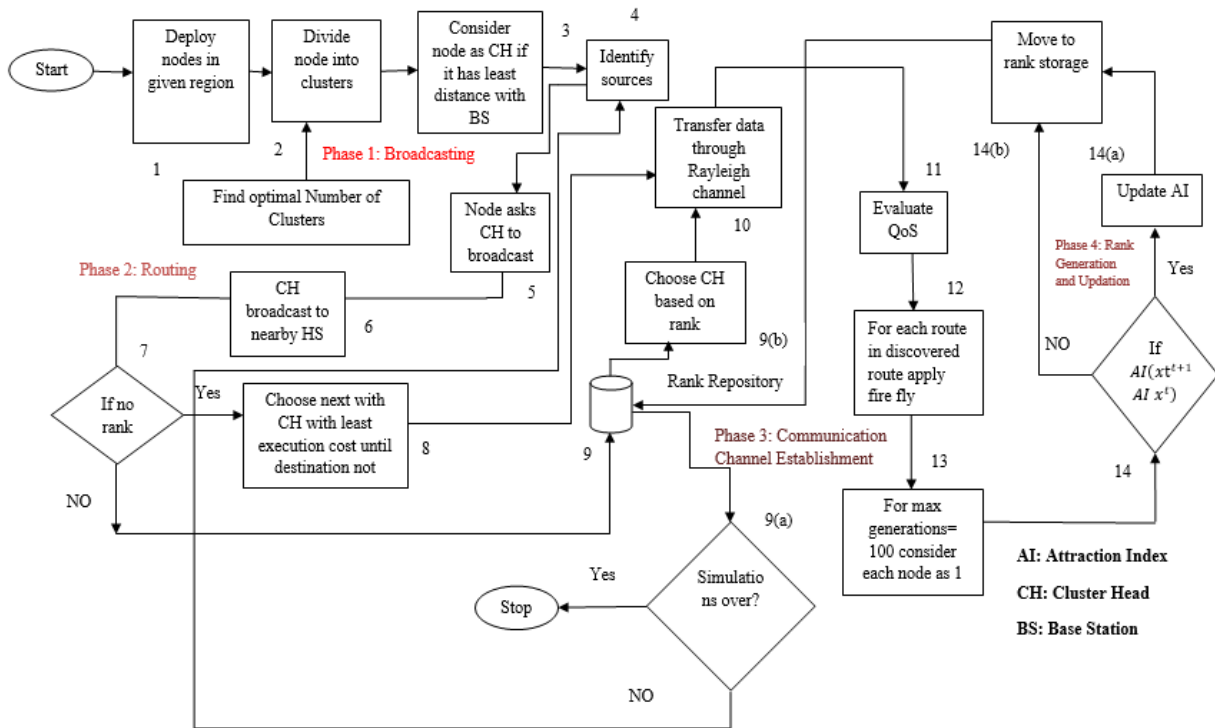 Start
Deploy
nodes in
given region
1
Divide
node into
clusters
2
Consider
node as CH if
it has least
distance with
BS
3
4
Identify
sources
Phase 1: Broadcasting
Find optimal Number of
Clusters
Node asks
CH to
broadcast
5
Phase 2: Routing
CH
broadcast to
nearby HS
6
7
If no
rank
Yes
NO
Choose next with
CH with least
execution cost until
destination not
8
9
Rank Repository
9(b)
Choose CH
based on
rank
10
Transfer data
through
Rayleigh
channel
Phase 3: Communication
Channel Establishment
9(a)
Simulatio
ns over?
Yes
Stop
NO
11
Evaluate
QoS
12
For each route
in discovered
route apply
fire fly
13
For max
generations=
100 consider
each node as 1
14
If
AI(xt^{t+1}
AI x^t)
NO
Yes
Phase 4: Rank
Generation
and Updation
Update AI
14(a)
14(b)
Move to
rank storage
AI: Attraction Index
CH: Cluster Head
BS: Base Station